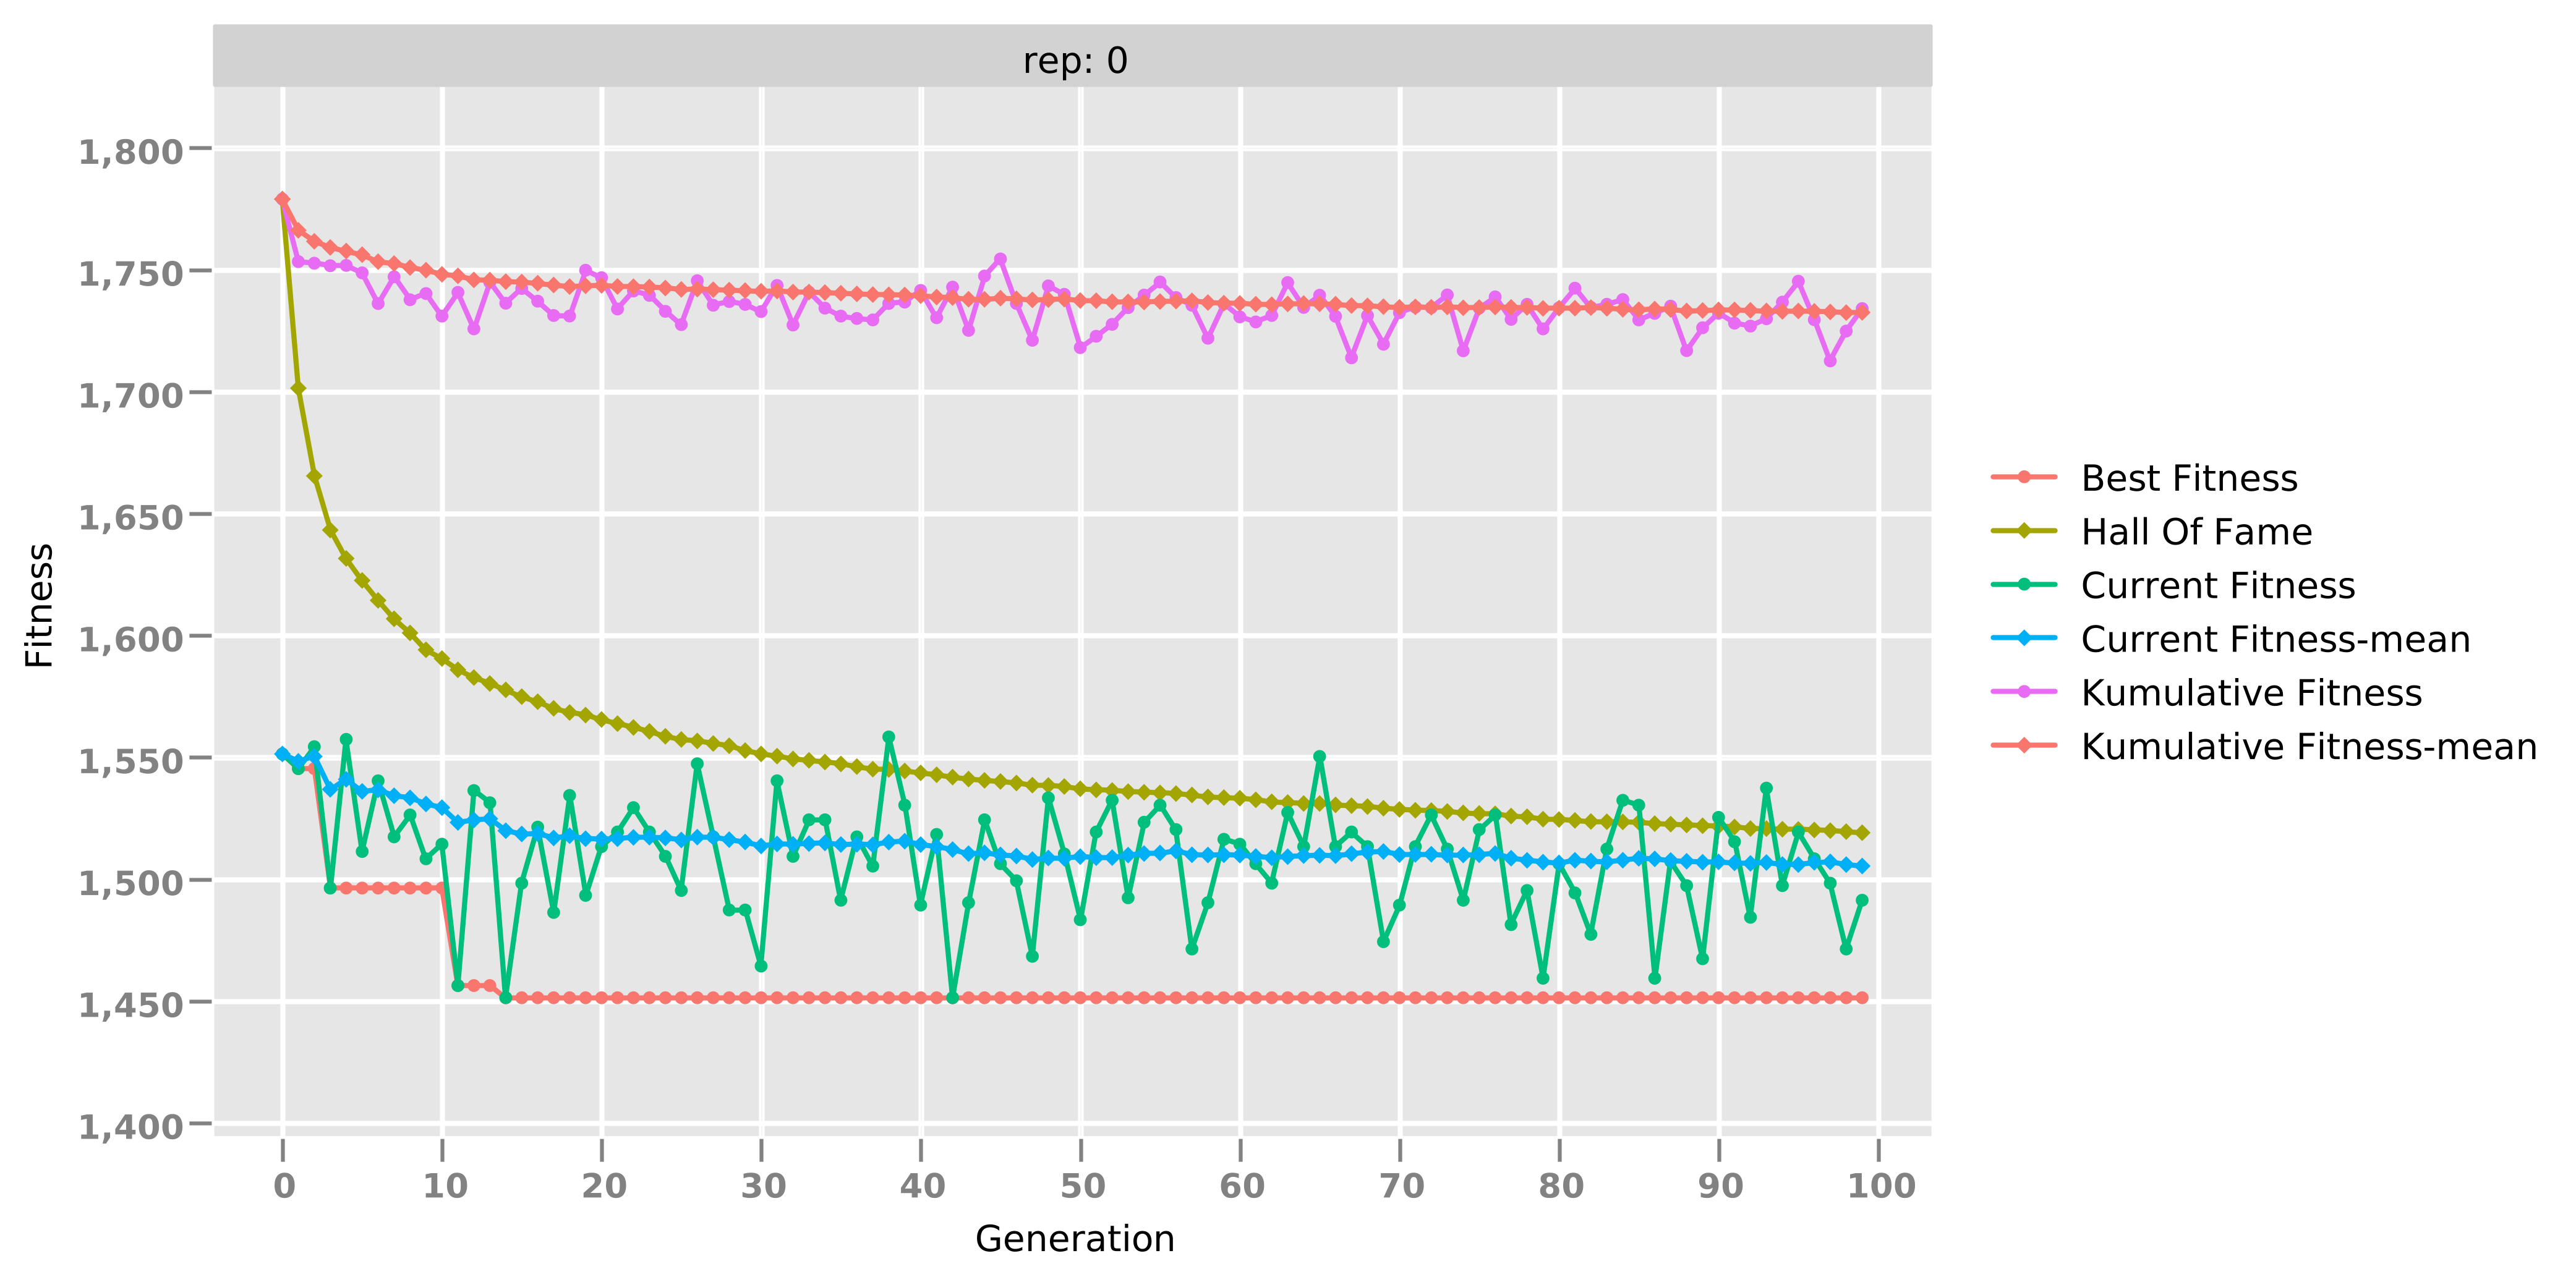 rep: 0
1,800
1,750
1,700
1,650
1,600
1,550
1,500
1,450
1,400
Fitness
0 10 20 30 40 50 60 70 80 90 100
Generation
Best Fitness
Hall Of Fame
Current Fitness
Current Fitness-mean
Kumulative Fitness
Kumulative Fitness-mean